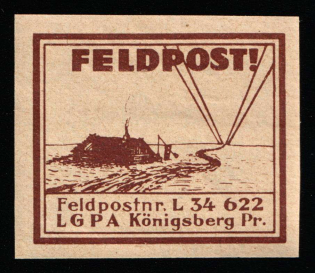 FELDPOST!
Feldpostnr. L 34 622
LGPA Königsberg Pr.